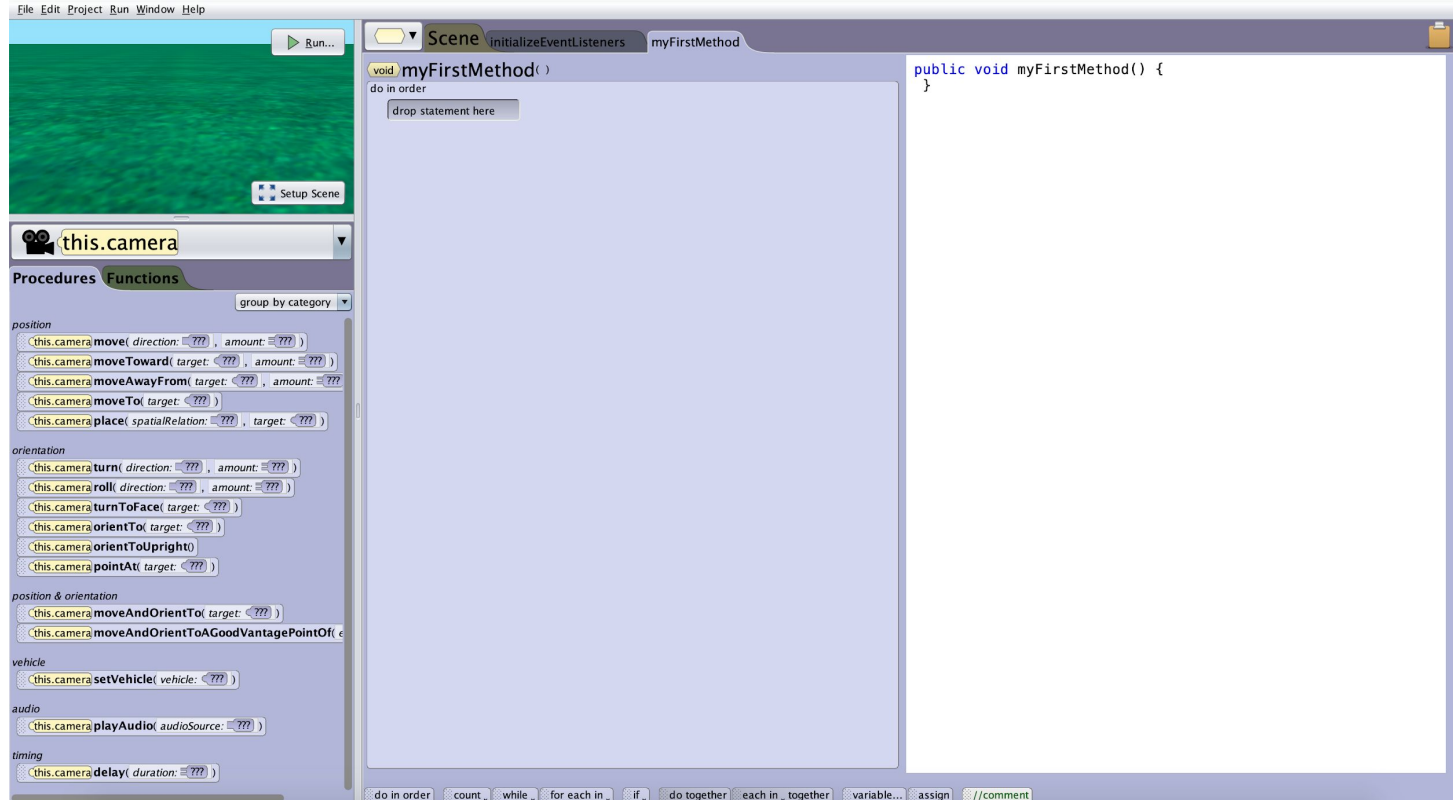 File Edit Project Run Window Help
Run...
Setup Scene
this.camera
Procedures Functions
group by category
position
this.camera move( direction: ??? , amount: ??? )
this.camera moveToward( target: ??? , amount: ??? )
this.camera moveAwayFrom( target: ??? , amount: ???
this.camera moveTo( target: ??? )
this.camera place( spatialRelation: ??? , target: ??? )
orientation
this.camera turn( direction: ??? , amount: ??? )
this.camera roll( direction: ??? , amount: ??? )
this.camera turnToFace( target: ??? )
this.camera orientTo( target: ??? )
this.camera orientToUpright()
this.camera pointAt( target: ??? )
position & orientation
this.camera moveAndOrientTo( target: ??? )
this.camera moveAndOrientToAGoodVantagePointOf( e
vehicle
this.camera setVehicle( vehicle: ??? )
audio
this.camera playAudio( audioSource: ??? )
timing
this.camera delay( duration: ??? )
Scene initializeEventListeners myFirstMethod
void myFirstMethod( )
do in order
drop statement here
public void myFirstMethod() {
}
do in order count _ while _ for each in _ if _ do together each in _ together variable... assign //comment